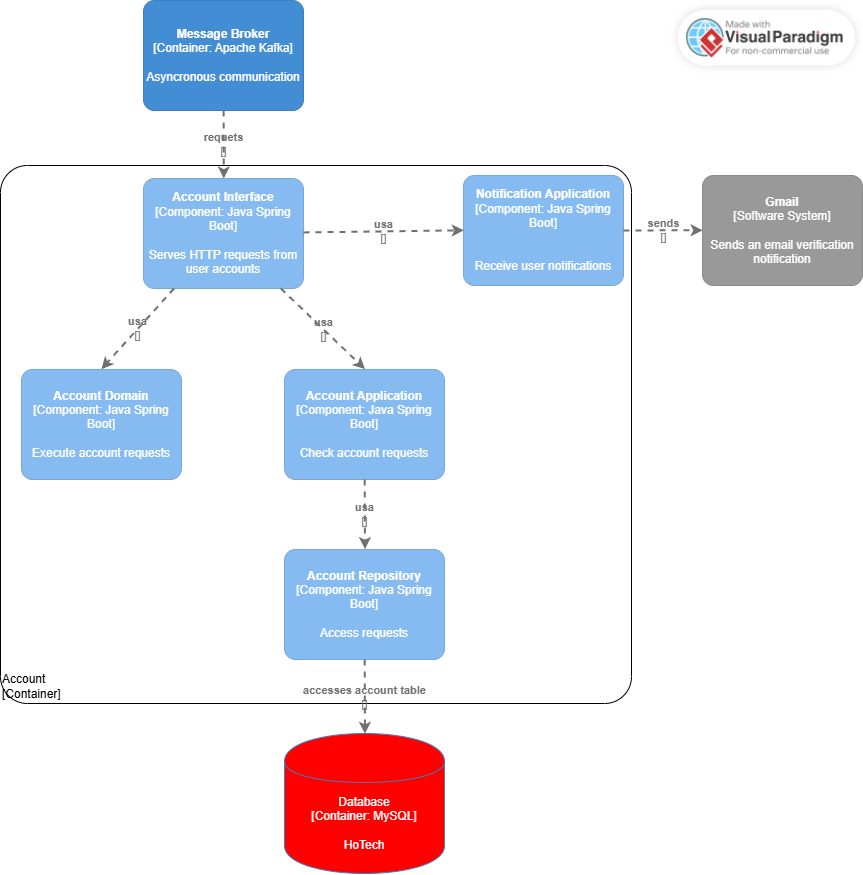 Message Broker
[Container: Apache Kafka]
Asyncronous communication
Made with
Visual Paradigm
For non-commercial use
requets
[]
Account Interface
[Component: Java Spring
Boot]
Serves HTTP requests from
user accounts
usa
[]
Notification Application
[Component: Java Spring
Boot]
Receive user notifications
sends
[]
Gmail
[Software System]
Sends an email verification
notification
usa
[]
usa
[]
Account Domain
[Component: Java Spring
Boot]
Execute account requests
Account Application
[Component: Java Spring
Boot]
Check account requests
usa
[]
Account Repository
[Component: Java Spring
Boot]
Access requests
Account
[Container]
accesses account table
[]
Database
[Container: MySQL]
HoTech